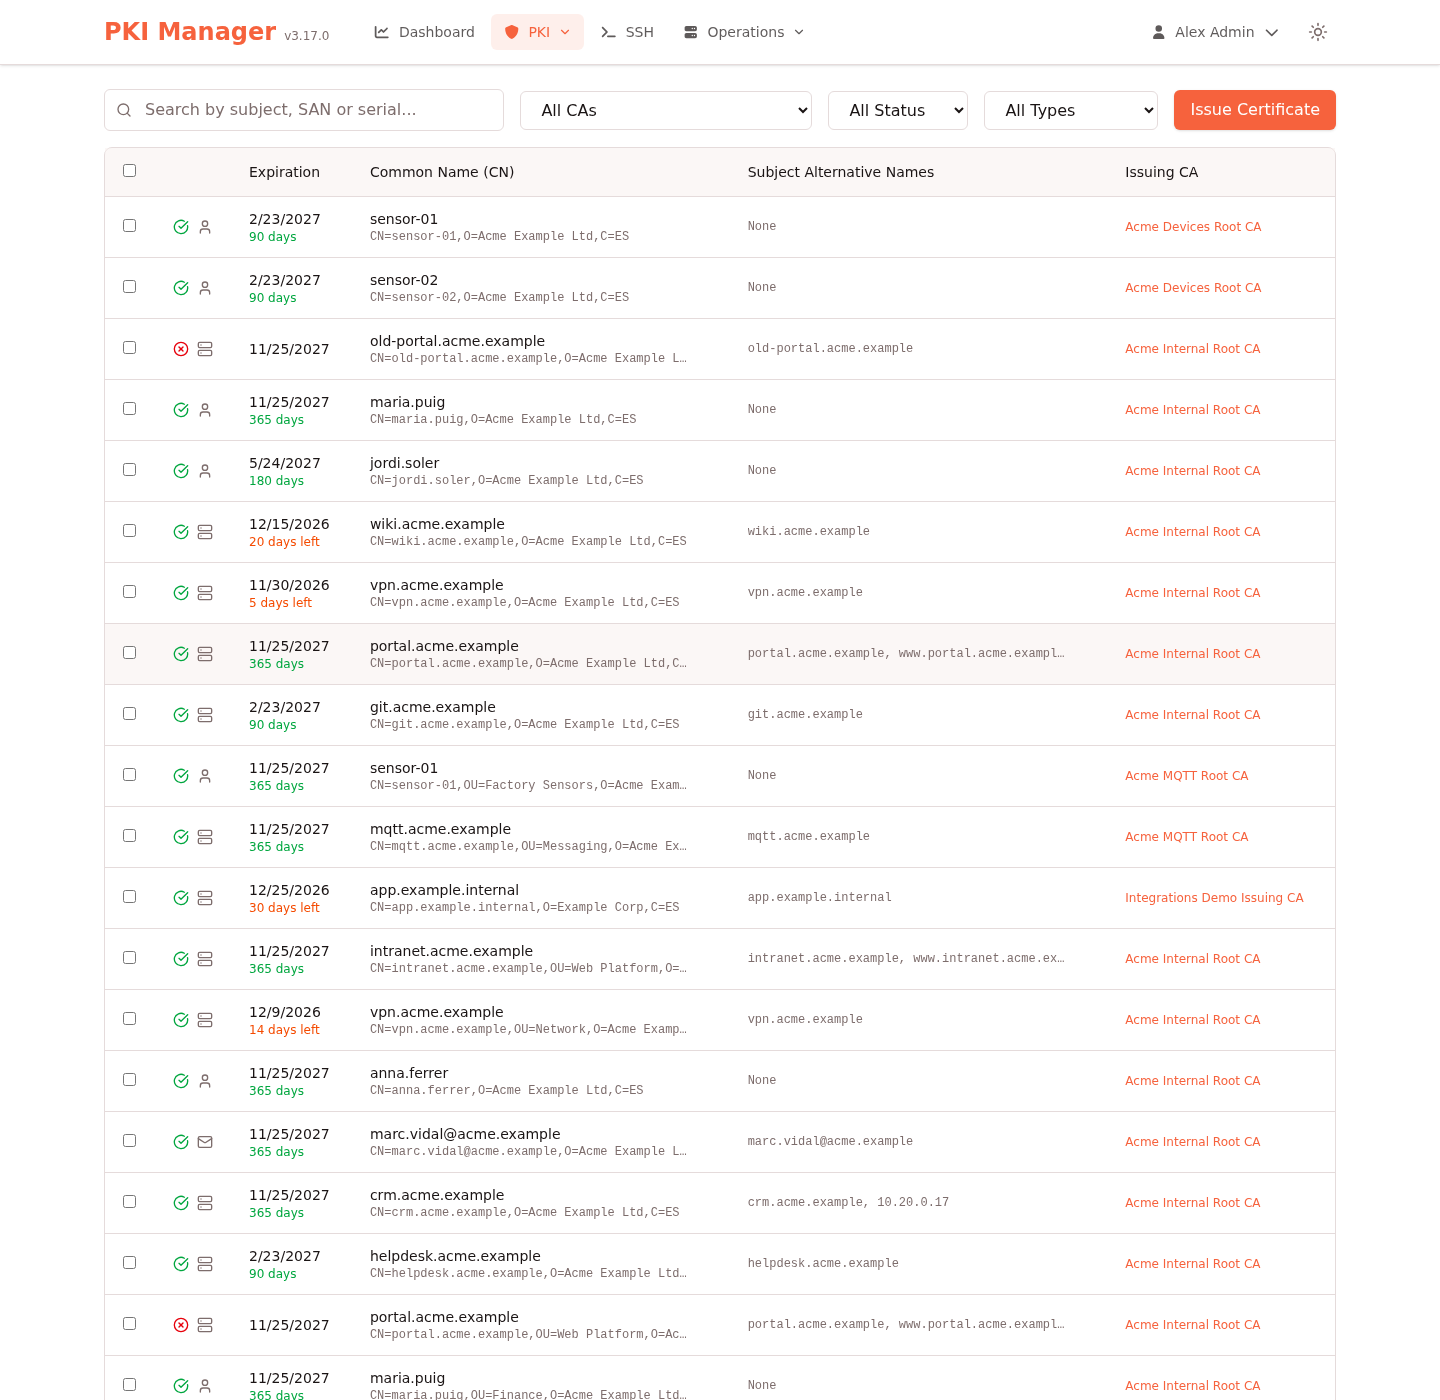 PKI Manager v3.17.0 Dashboard PKI SSH Operations Alex Admin
Search by subject, SAN or serial... All CAs All Status All Types Issue Certificate
Expiration Common Name (CN) Subject Alternative Names Issuing CA
2/23/2027 sensor-01
90 days CN=sensor-01,O=Acme Example Ltd,C=ES None Acme Devices Root CA
2/23/2027 sensor-02
90 days CN=sensor-02,O=Acme Example Ltd,C=ES None Acme Devices Root CA
11/25/2027 old-portal.acme.example
CN=old-portal.acme.example,O=Acme Example L… old-portal.acme.example Acme Internal Root CA
11/25/2027 maria.puig
365 days CN=maria.puig,O=Acme Example Ltd,C=ES None Acme Internal Root CA
5/24/2027 jordi.soler
180 days CN=jordi.soler,O=Acme Example Ltd,C=ES None Acme Internal Root CA
12/15/2026 wiki.acme.example
20 days left CN=wiki.acme.example,O=Acme Example Ltd,C=ES wiki.acme.example Acme Internal Root CA
11/30/2026 vpn.acme.example
5 days left CN=vpn.acme.example,O=Acme Example Ltd,C=ES vpn.acme.example Acme Internal Root CA
11/25/2027 portal.acme.example
365 days CN=portal.acme.example,O=Acme Example Ltd,C… portal.acme.example, www.portal.acme.exampl… Acme Internal Root CA
2/23/2027 git.acme.example
90 days CN=git.acme.example,O=Acme Example Ltd,C=ES git.acme.example Acme Internal Root CA
11/25/2027 sensor-01
365 days CN=sensor-01,OU=Factory Sensors,O=Acme Exam… None Acme MQTT Root CA
11/25/2027 mqtt.acme.example
365 days CN=mqtt.acme.example,OU=Messaging,O=Acme Ex… mqtt.acme.example Acme MQTT Root CA
12/25/2026 app.example.internal
30 days left CN=app.example.internal,O=Example Corp,C=ES app.example.internal Integrations Demo Issuing CA
11/25/2027 intranet.acme.example
365 days CN=intranet.acme.example,OU=Web Platform,O=… intranet.acme.example, www.intranet.acme.ex… Acme Internal Root CA
12/9/2026 vpn.acme.example
14 days left CN=vpn.acme.example,OU=Network,O=Acme Examp… vpn.acme.example Acme Internal Root CA
11/25/2027 anna.ferrer
365 days CN=anna.ferrer,O=Acme Example Ltd,C=ES None Acme Internal Root CA
11/25/2027 marc.vidal@acme.example
365 days CN=marc.vidal@acme.example,O=Acme Example L… marc.vidal@acme.example Acme Internal Root CA
11/25/2027 crm.acme.example
365 days CN=crm.acme.example,O=Acme Example Ltd,C=ES crm.acme.example, 10.20.0.17 Acme Internal Root CA
2/23/2027 helpdesk.acme.example
90 days CN=helpdesk.acme.example,O=Acme Example Ltd… helpdesk.acme.example Acme Internal Root CA
11/25/2027 portal.acme.example
CN=portal.acme.example,OU=Web Platform,O=Ac… portal.acme.example, www.portal.acme.exampl… Acme Internal Root CA
11/25/2027 maria.puig
365 days CN=maria.puig,OU=Finance,O=Acme Example Ltd… None Acme Internal Root CA